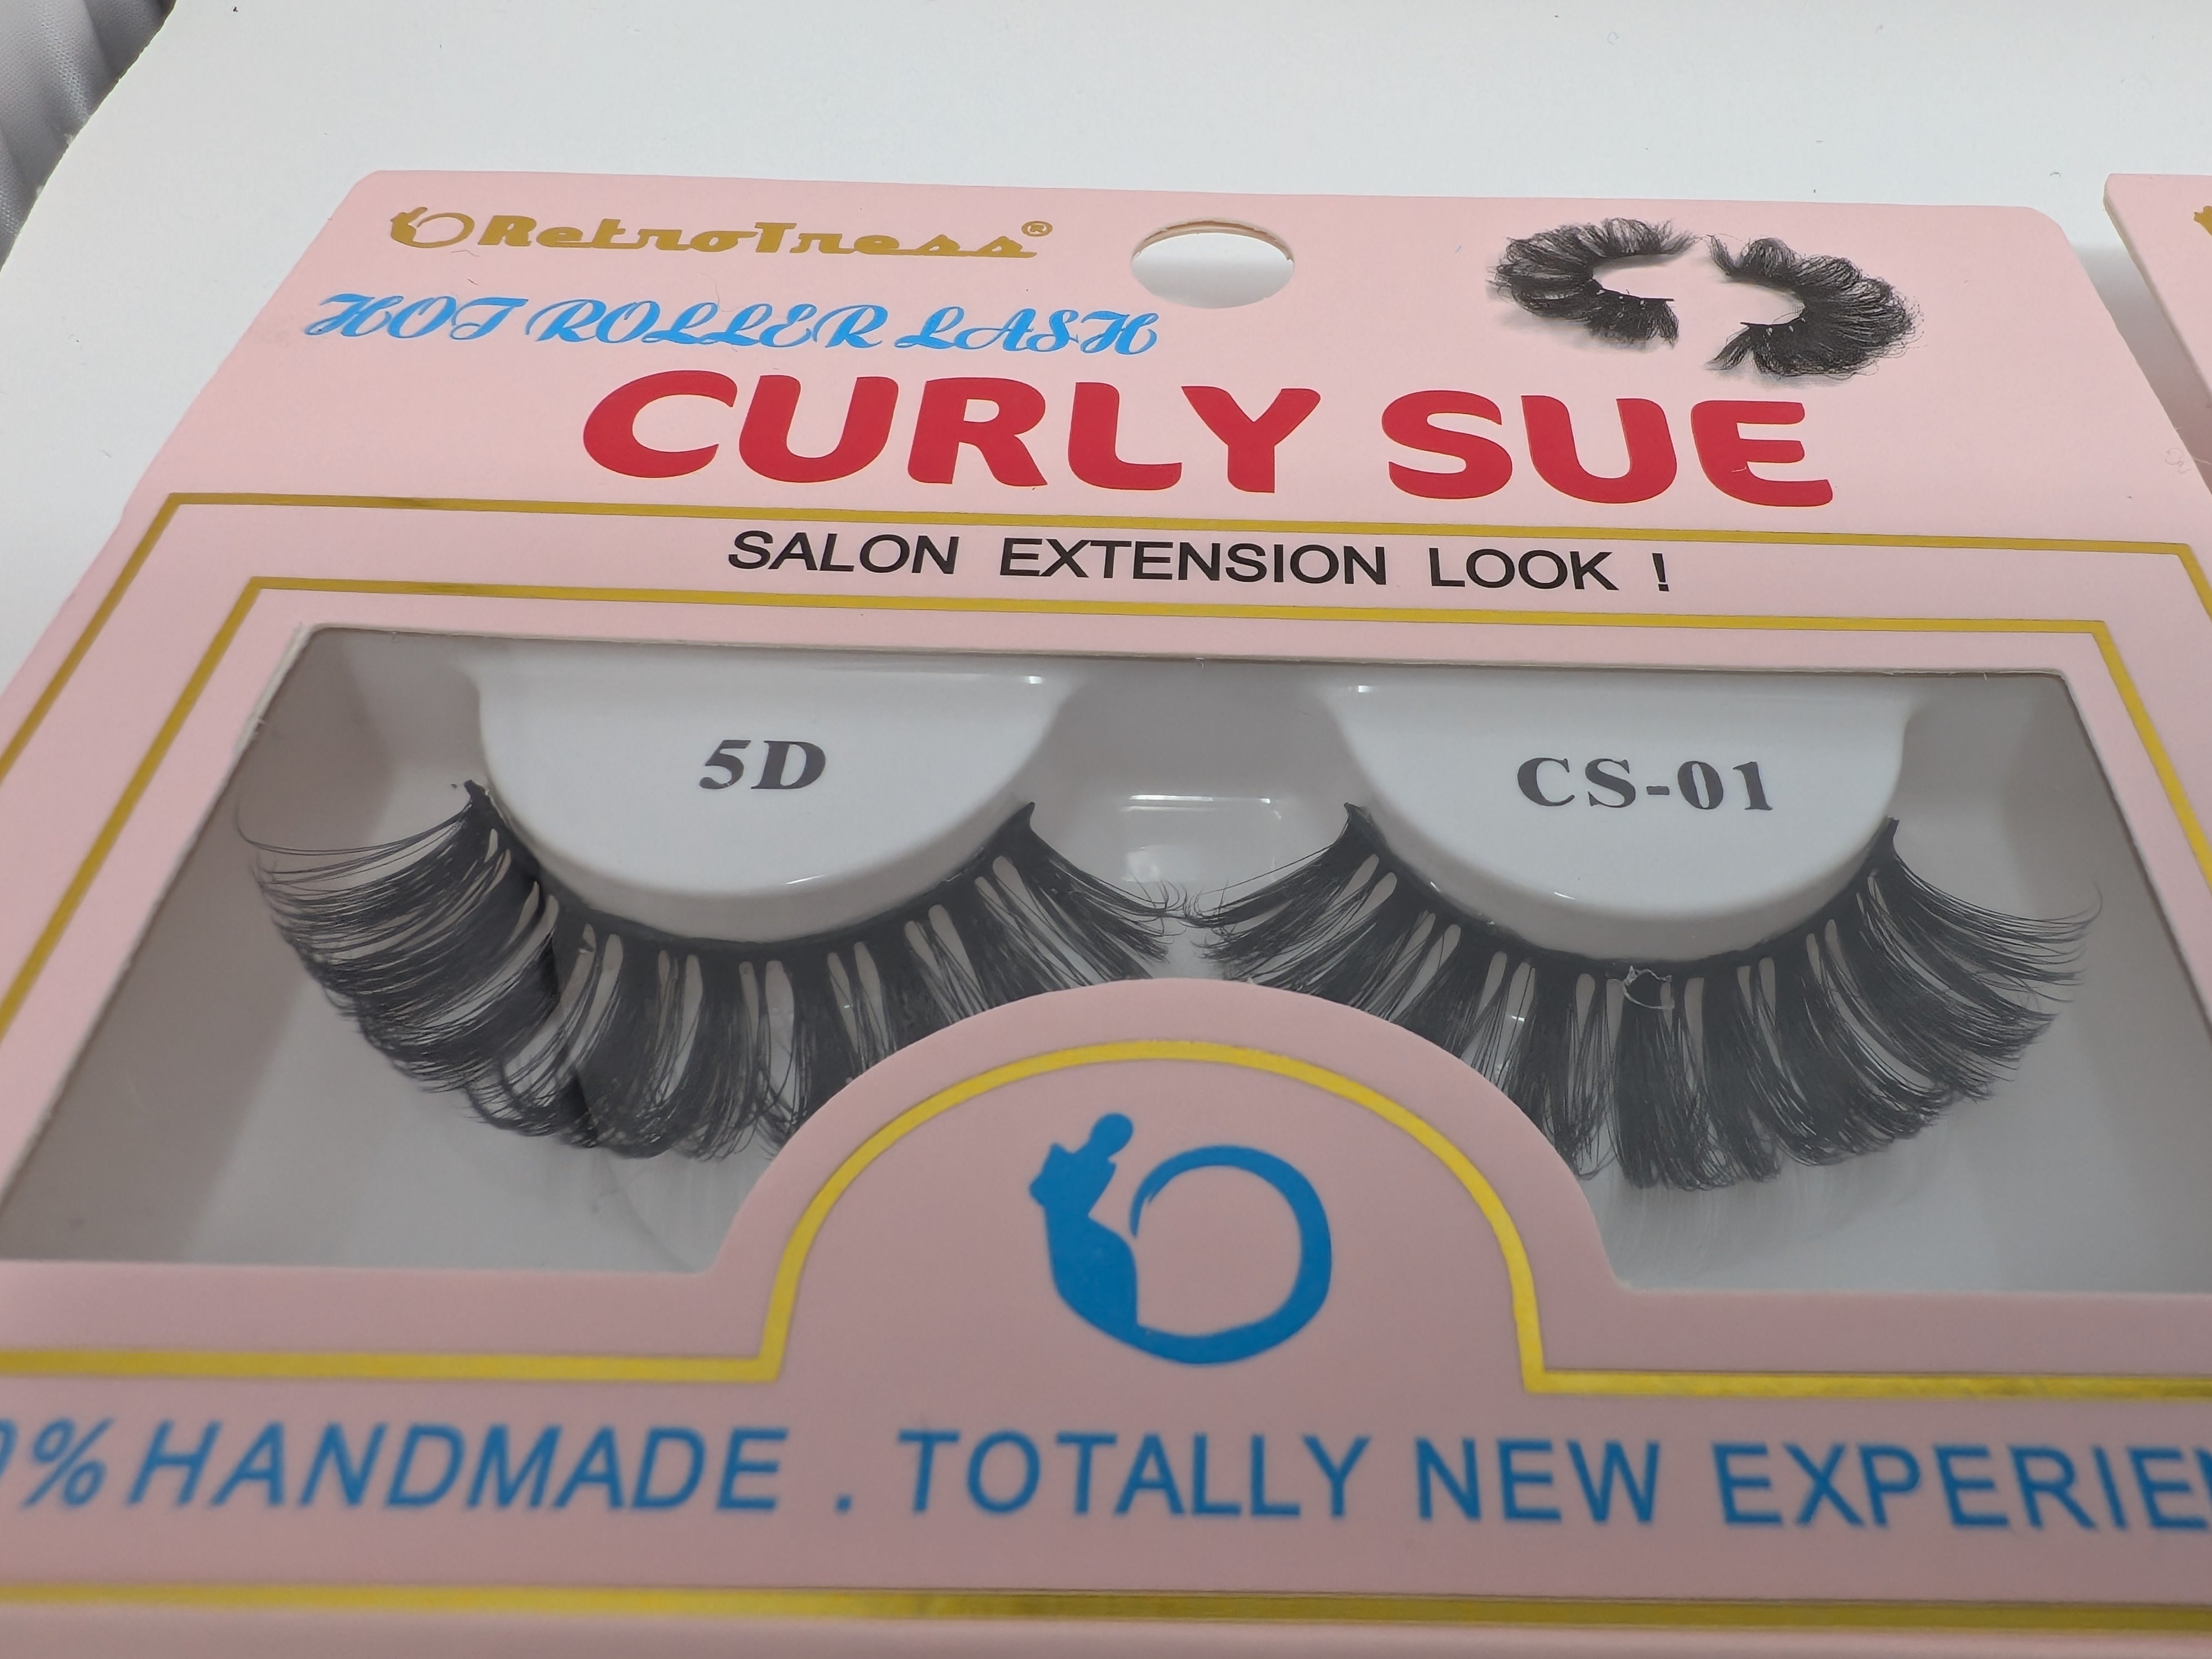 RetroTress®
HOT ROLLER LASH
CURLY SUE
SALON EXTENSION LOOK !
5D
CS-01
% HANDMADE . TOTALLY NEW